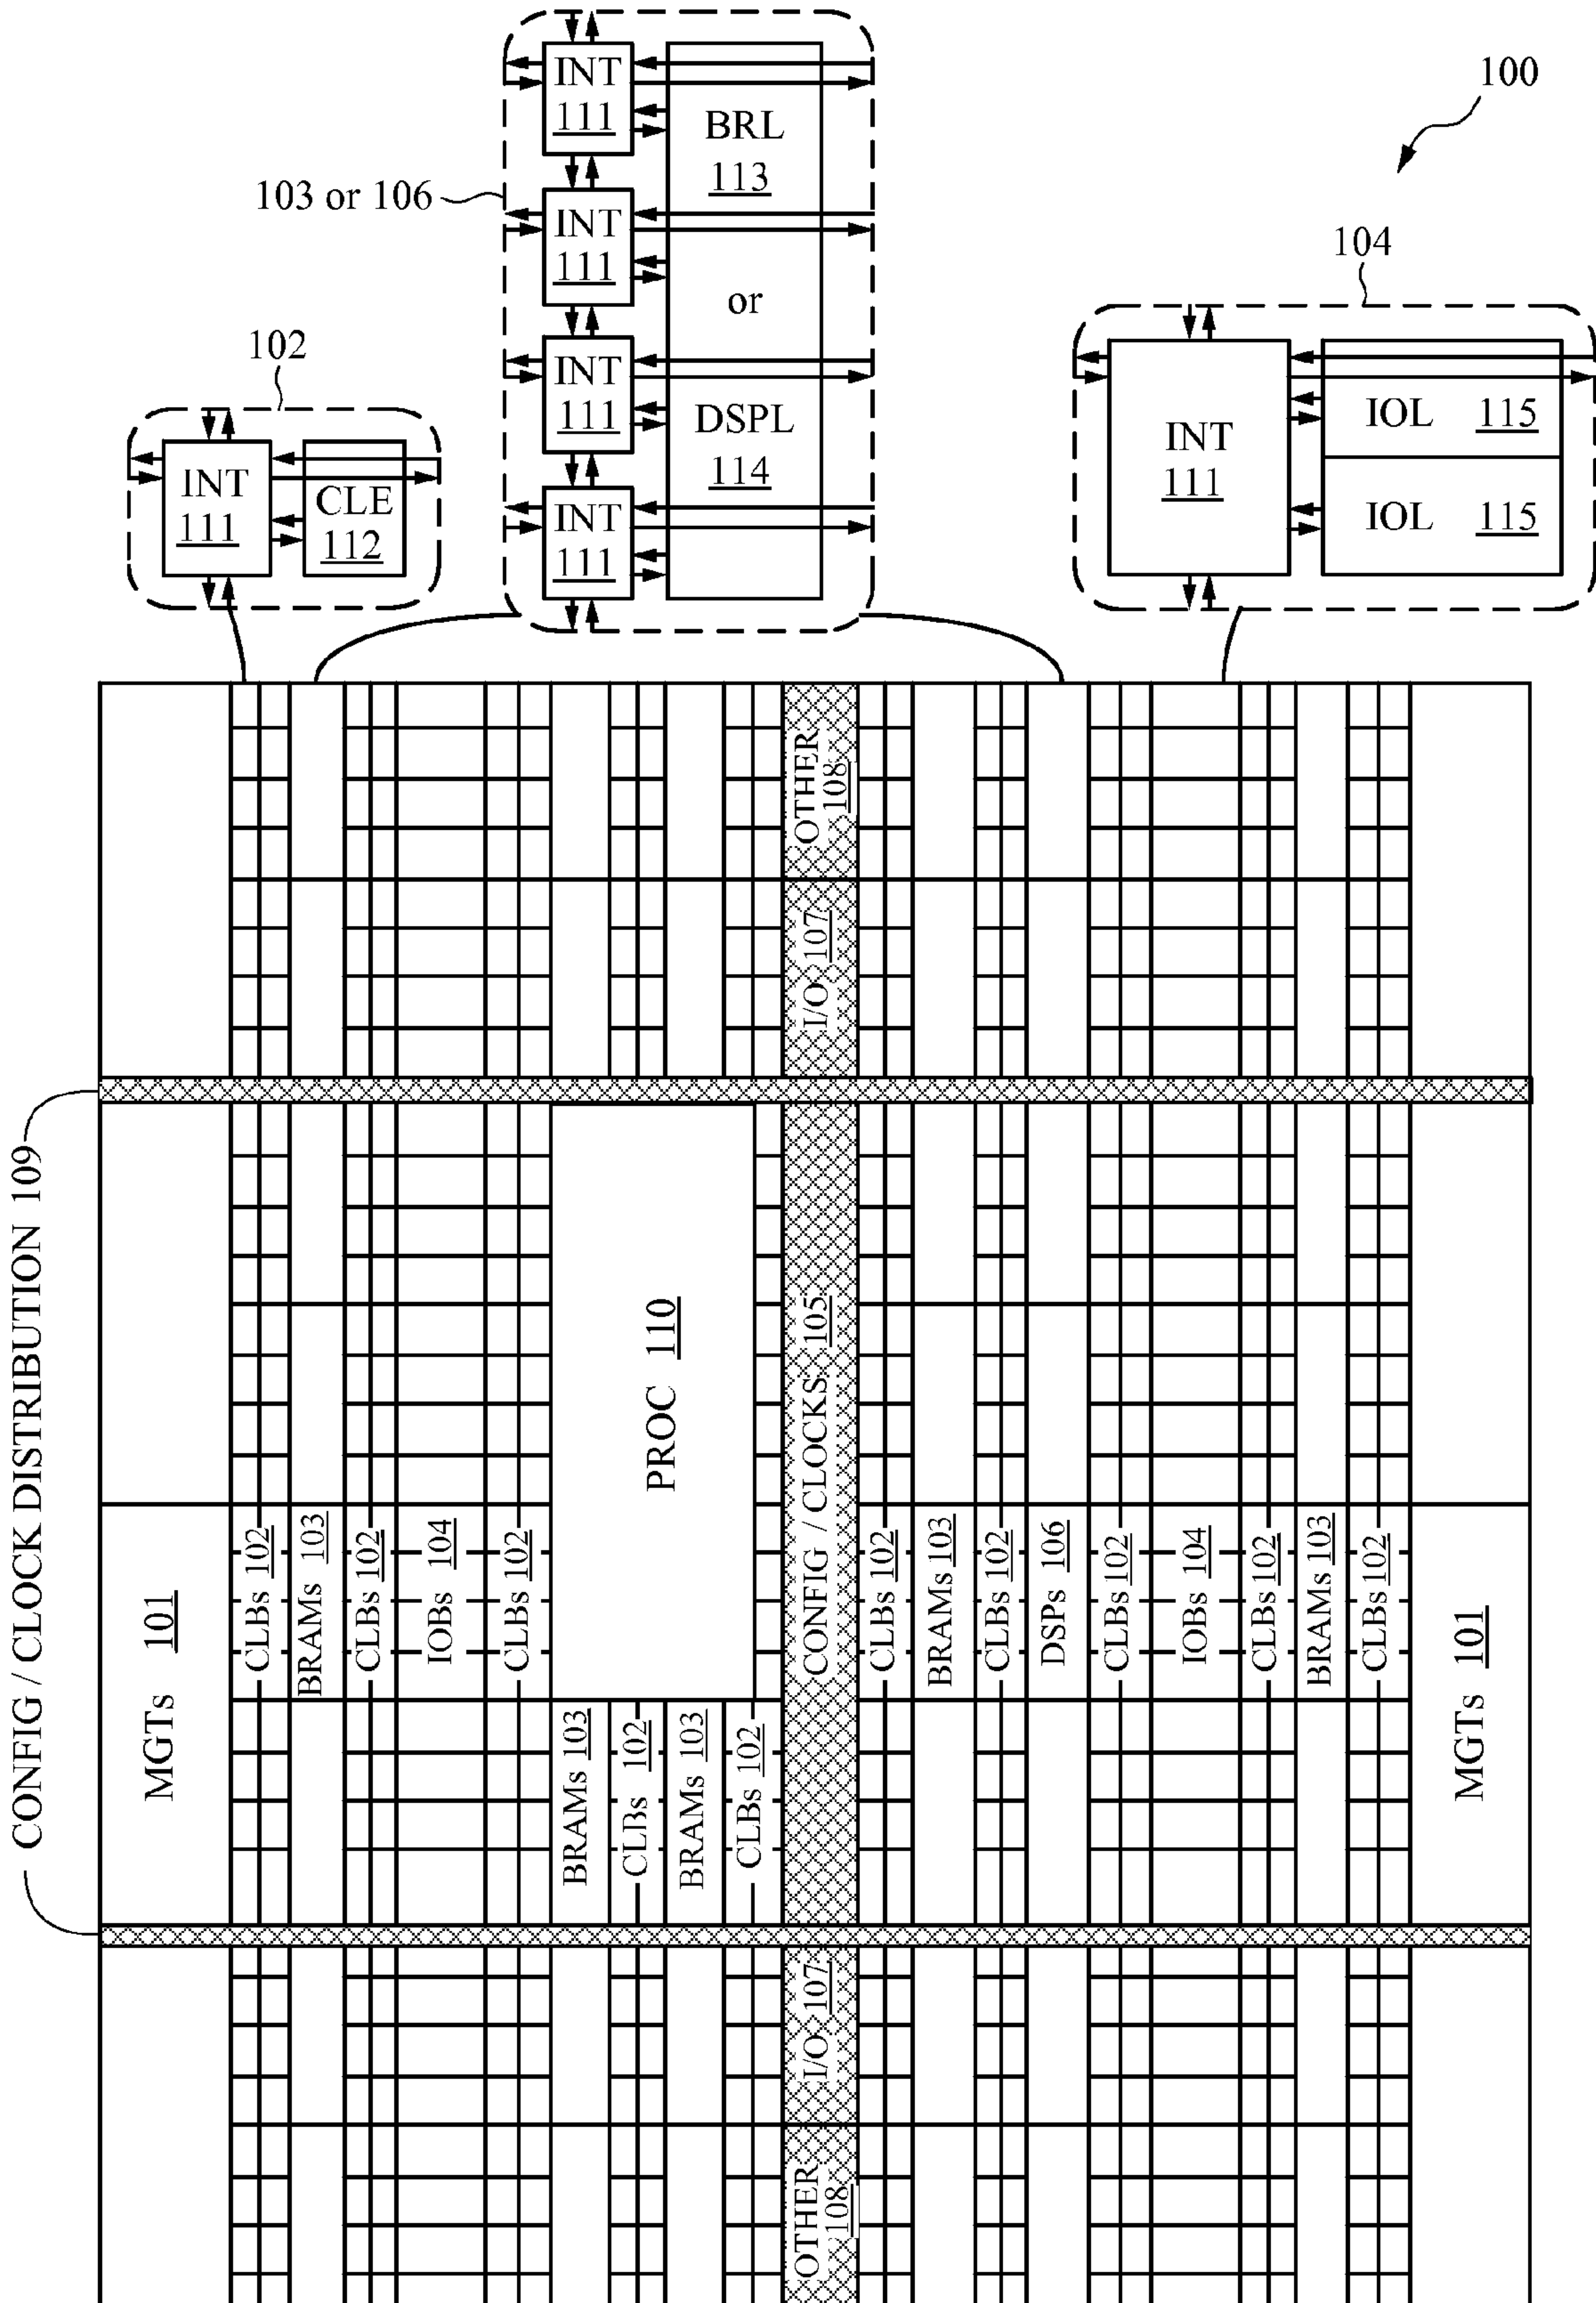 100
INT
111
INT
111
INT
111
INT
111
BRL
113
or
DSPL
114
103 or 106
104
INT
111
IOL 115
IOL 115
102
INT
111
CLE
112
OTHER
108
I/O 107
CONFIG / CLOCK DISTRIBUTION 109
PROC 110
CONFIG / CLOCKS 105
MGTs 101
CLBs 102
BRAMs 103
CLBs 102
IOBs 104
CLBs 102
BRAMs 103
CLBs 102
BRAMs 103
CLBs 102
CLBs 102
BRAMs 103
CLBs 102
DSPs 106
CLBs 102
IOBs 104
CLBs 102
BRAMs 103
CLBs 102
MGTs 101
I/O 107
OTHER
108